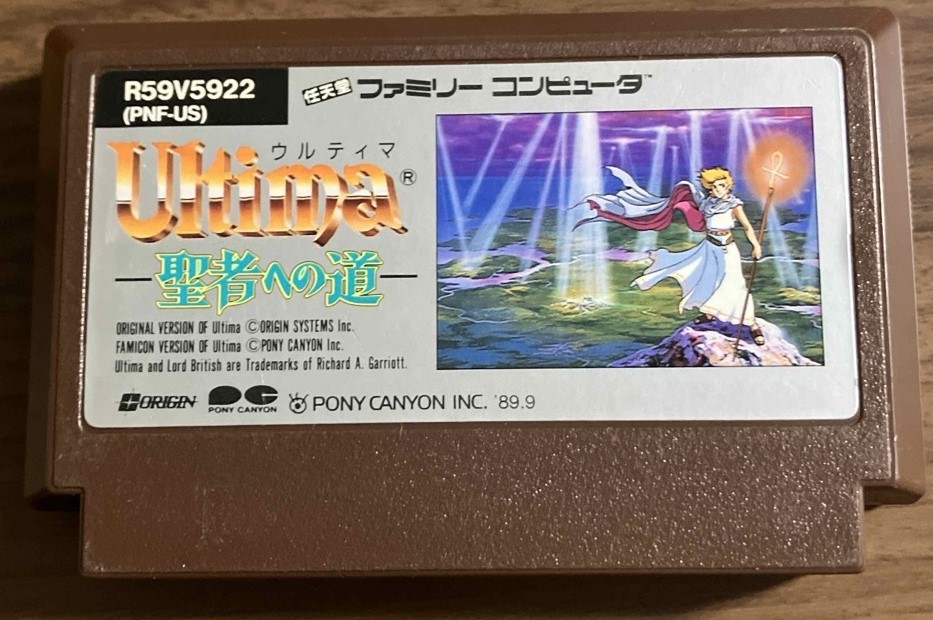 R59V5922
(PNF-US)
任天堂 ファミリー コンピュータ™
ウルティマ
Ultima®
聖者への道
ORIGINAL VERSION OF Ultima ©ORIGIN SYSTEMS Inc.
FAMICON VERSION OF Ultima ©PONY CANYON Inc.
Ultima and Lord British are Trademarks of Richard A. Garriott.
ORIGIN PONY CANYON PONY CANYON INC. '89.9